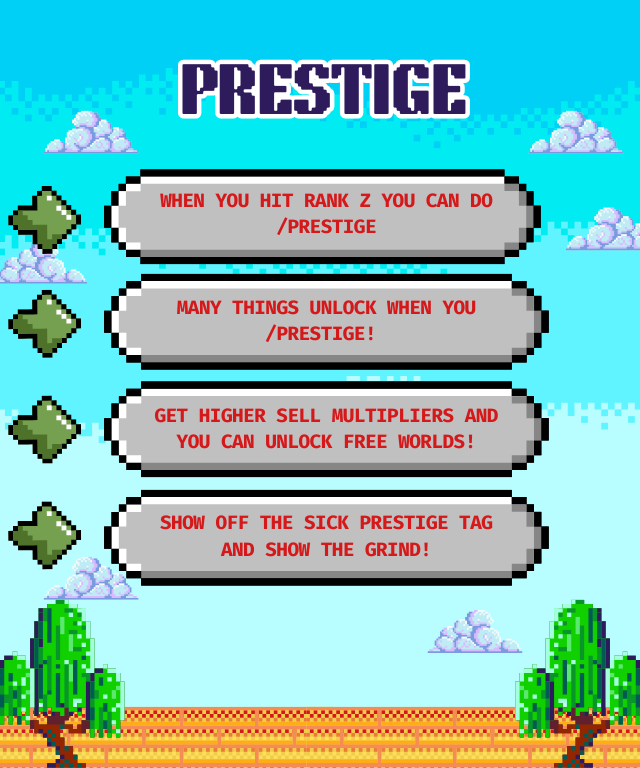 PRESTIGE
WHEN YOU HIT RANK Z YOU CAN DO
/PRESTIGE
MANY THINGS UNLOCK WHEN YOU
/PRESTIGE!
GET HIGHER SELL MULTIPLIERS AND
YOU CAN UNLOCK FREE WORLDS!
SHOW OFF THE SICK PRESTIGE TAG
AND SHOW THE GRIND!